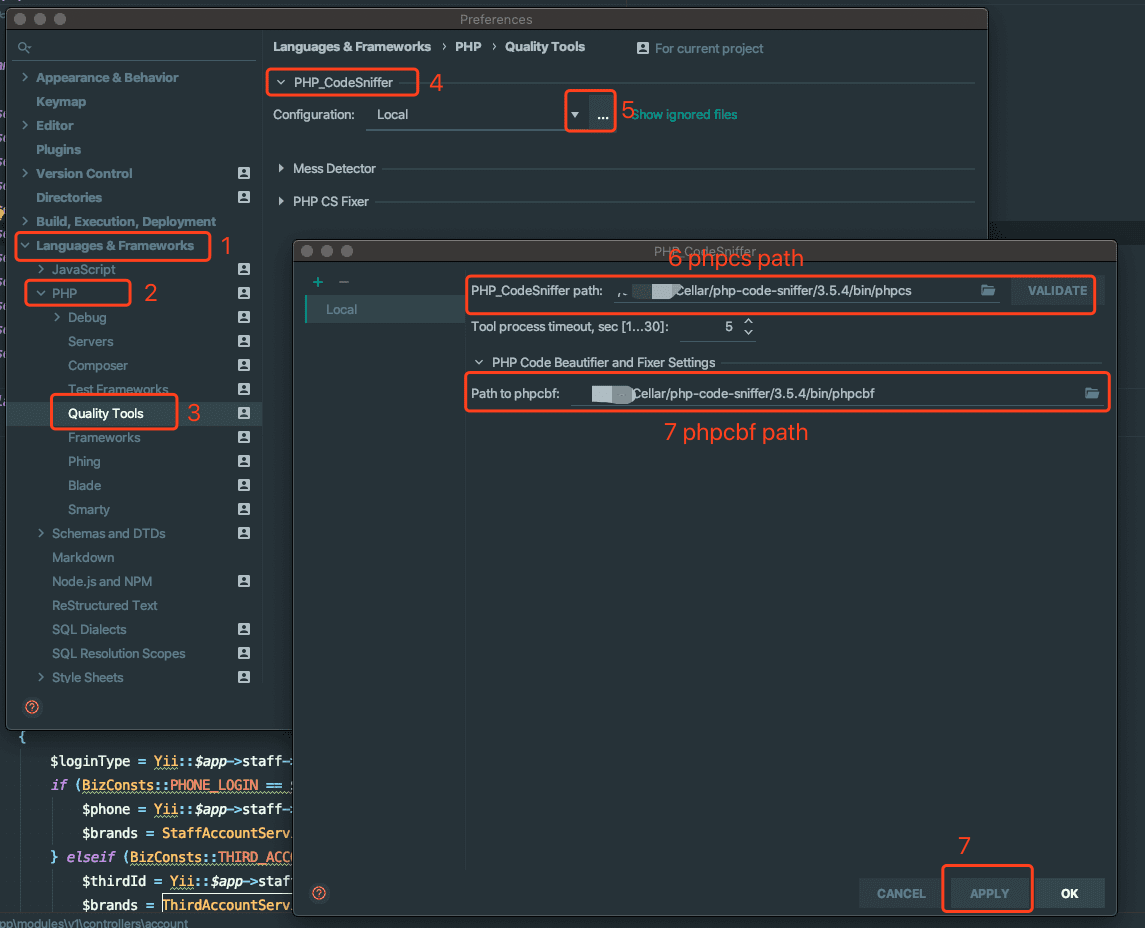 Preferences
Languages & Frameworks › PHP › Quality Tools
For current project
Appearance & Behavior
Keymap
Editor
Plugins
Version Control
Directories
Build, Execution, Deployment
Languages & Frameworks 1
JavaScript
PHP 2
Debug
Servers
Composer
Test Frameworks
Quality Tools 3
Frameworks
Phing
Blade
Smarty
Schemas and DTDs
Markdown
Node.js and NPM
ReStructured Text
SQL Dialects
SQL Resolution Scopes
Style Sheets
PHP_CodeSniffer 4
Configuration: Local ... 5 Show ignored files
Mess Detector
PHP CS Fixer
PHP_CodeSniffer
6 phpcs path
+ −
Local
PHP_CodeSniffer path: Cellar/php-code-sniffer/3.5.4/bin/phpcs VALIDATE
Tool process timeout, sec [1...30]: 5
PHP Code Beautifier and Fixer Settings
Path to phpcbf: Cellar/php-code-sniffer/3.5.4/bin/phpcbf
7 phpcbf path
7
CANCEL APPLY OK
{
$loginType = Yii::$app->staff->
if (BizConsts::PHONE_LOGIN ==
$phone = Yii::$app->staff->
$brands = StaffAccountServ
} elseif (BizConsts::THIRD_ACC
$thirdId = Yii::$app->staf
$brands = ThirdAccountServ
pp\modules\v1\controllers\account